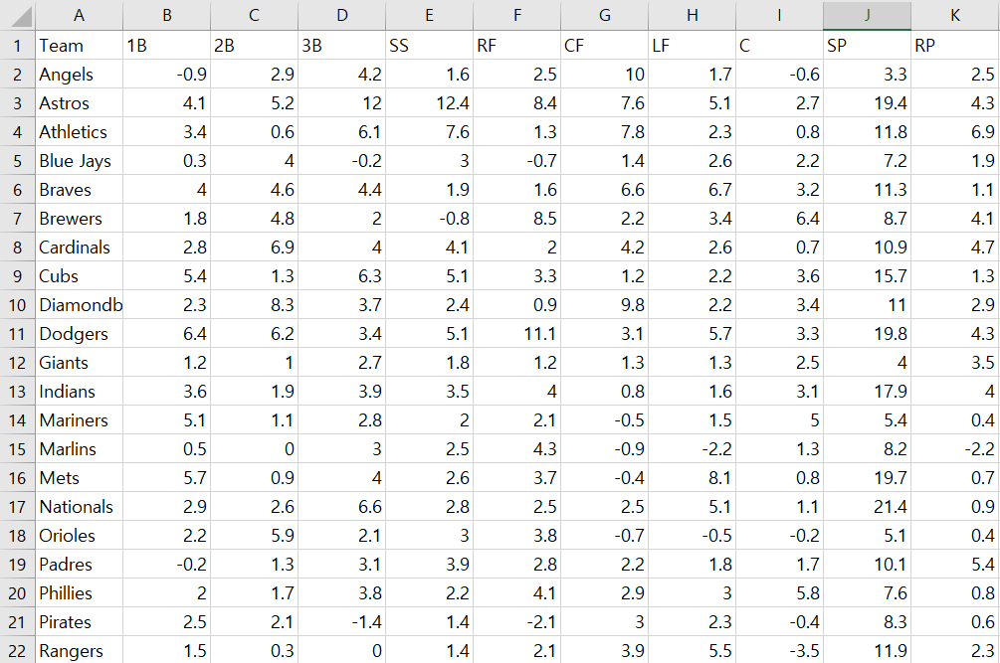 A B C D E F G H I J K
1 Team 1B 2B 3B SS RF CF LF C SP RP
2 Angels -0.9 2.9 4.2 1.6 2.5 10 1.7 -0.6 3.3 2.5
3 Astros 4.1 5.2 12 12.4 8.4 7.6 5.1 2.7 19.4 4.3
4 Athletics 3.4 0.6 6.1 7.6 1.3 7.8 2.3 0.8 11.8 6.9
5 Blue Jays 0.3 4 -0.2 3 -0.7 1.4 2.6 2.2 7.2 1.9
6 Braves 4 4.6 4.4 1.9 1.6 6.6 6.7 3.2 11.3 1.1
7 Brewers 1.8 4.8 2 -0.8 8.5 2.2 3.4 6.4 8.7 4.1
8 Cardinals 2.8 6.9 4 4.1 2 4.2 2.6 0.7 10.9 4.7
9 Cubs 5.4 1.3 6.3 5.1 3.3 1.2 2.2 3.6 15.7 1.3
10 Diamondb 2.3 8.3 3.7 2.4 0.9 9.8 2.2 3.4 11 2.9
11 Dodgers 6.4 6.2 3.4 5.1 11.1 3.1 5.7 3.3 19.8 4.3
12 Giants 1.2 1 2.7 1.8 1.2 1.3 1.3 2.5 4 3.5
13 Indians 3.6 1.9 3.9 3.5 4 0.8 1.6 3.1 17.9 4
14 Mariners 5.1 1.1 2.8 2 2.1 -0.5 1.5 5 5.4 0.4
15 Marlins 0.5 0 3 2.5 4.3 -0.9 -2.2 1.3 8.2 -2.2
16 Mets 5.7 0.9 4 2.6 3.7 -0.4 8.1 0.8 19.7 0.7
17 Nationals 2.9 2.6 6.6 2.8 2.5 2.5 5.1 1.1 21.4 0.9
18 Orioles 2.2 5.9 2.1 3 3.8 -0.7 -0.5 -0.2 5.1 0.4
19 Padres -0.2 1.3 3.1 3.9 2.8 2.2 1.8 1.7 10.1 5.4
20 Phillies 2 1.7 3.8 2.2 4.1 2.9 3 5.8 7.6 0.8
21 Pirates 2.5 2.1 -1.4 1.4 -2.1 3 2.3 -0.4 8.3 0.6
22 Rangers 1.5 0.3 0 1.4 2.1 3.9 5.5 -3.5 11.9 2.3